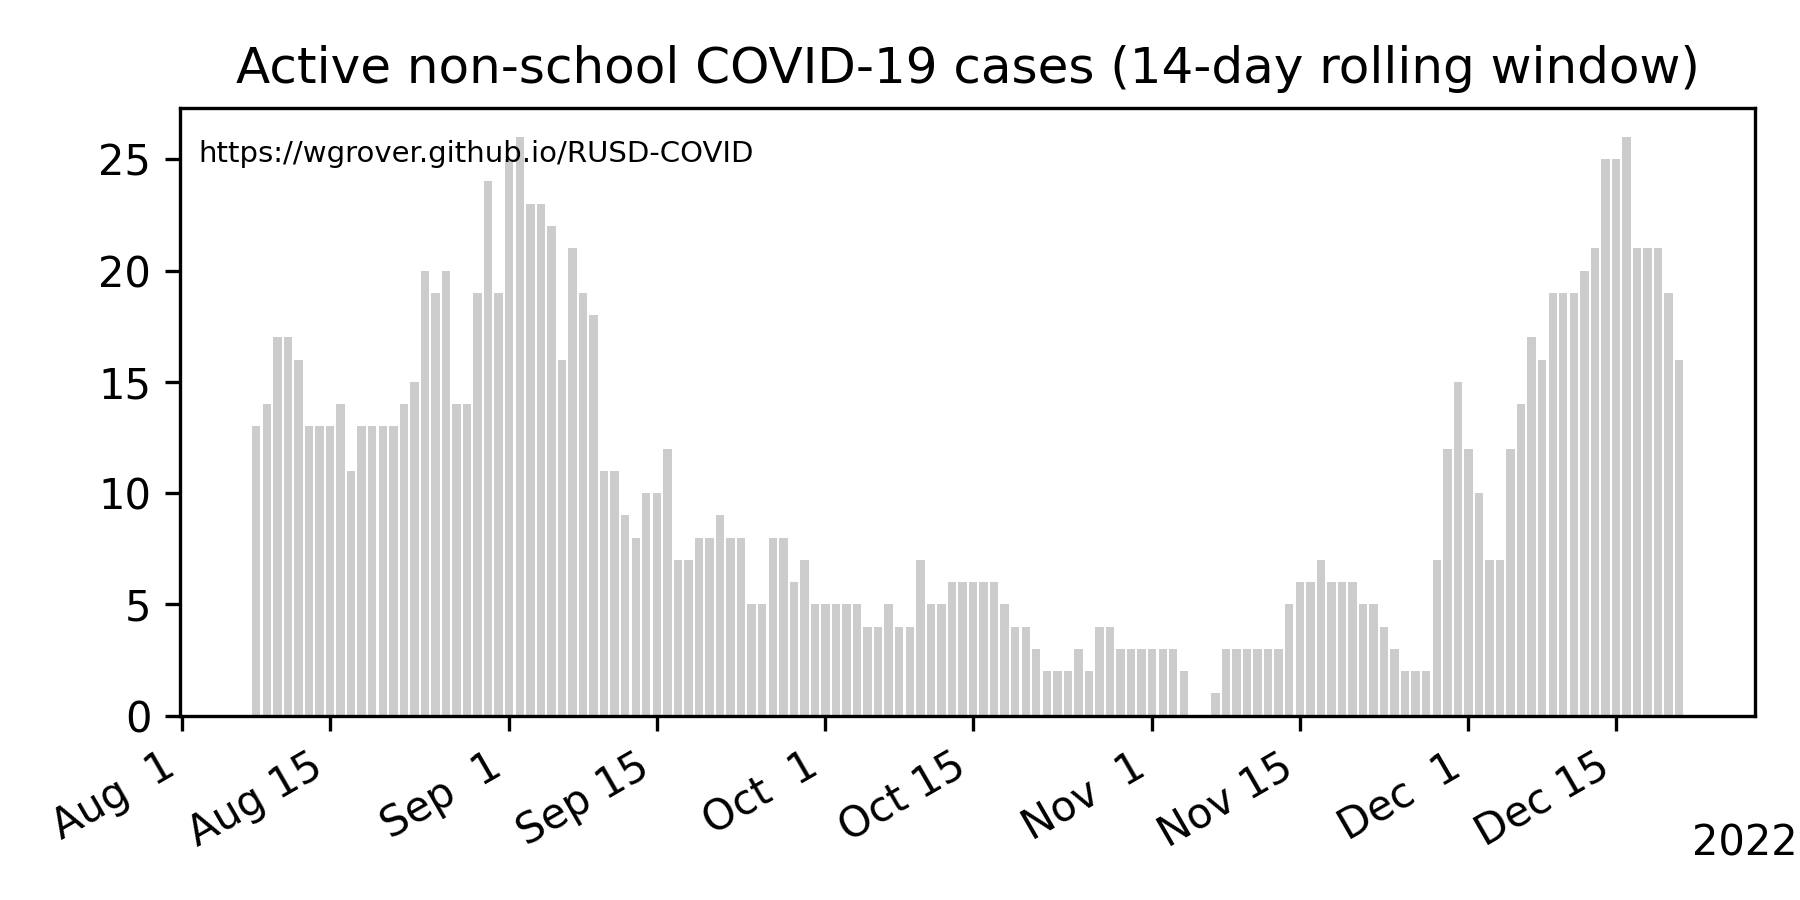 Active non-school COVID-19 cases (14-day rolling window)
https://wgrover.github.io/RUSD-COVID
25
20
15
10
5
0
Aug 1
Aug 15
Sep 1
Sep 15
Oct 1
Oct 15
Nov 1
Nov 15
Dec 1
Dec 15
2022